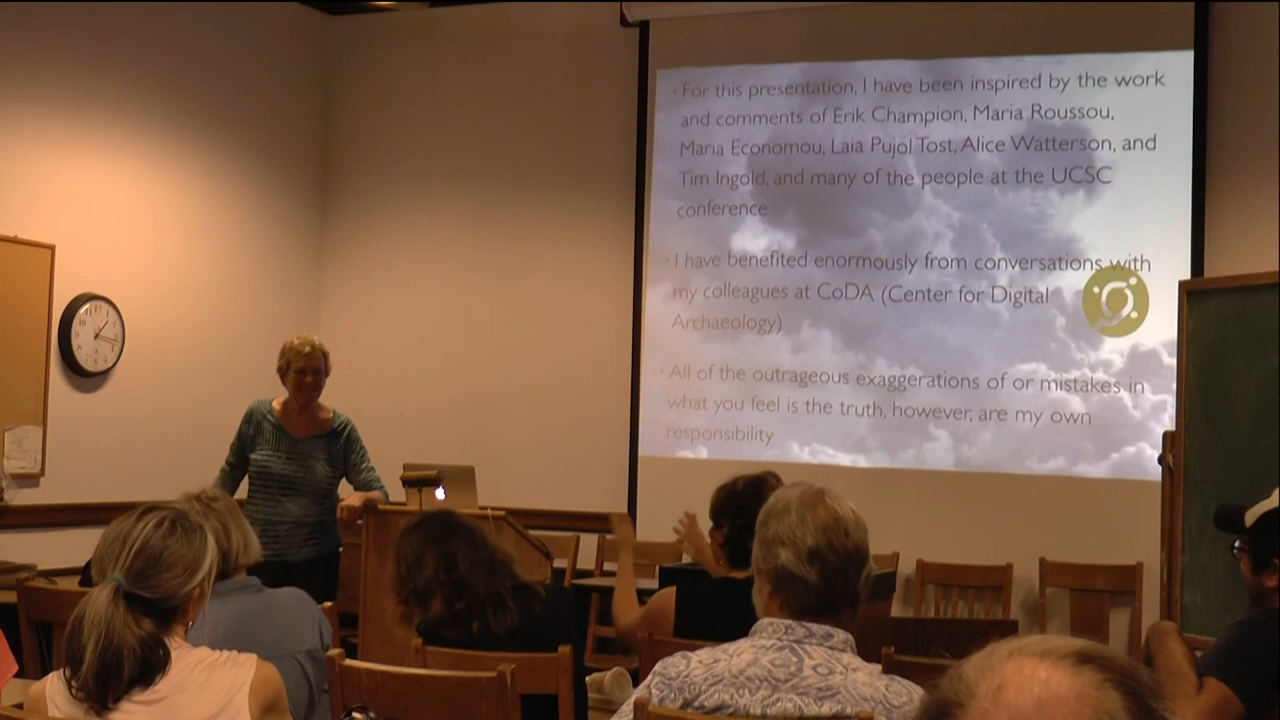 For this presentation, I have been inspired by the work
and comments of Erik Champion, Maria Roussou,
Maria Economou, Laia Pujol Tost, Alice Watterson, and
Tim Ingold, and many of the people at the UCSC
conference
I have benefited enormously from conversations with
my colleagues at CoDA (Center for Digital
Archaeology)
All of the outrageous exaggerations of or mistakes in
what you feel is the truth, however, are my own
responsibility